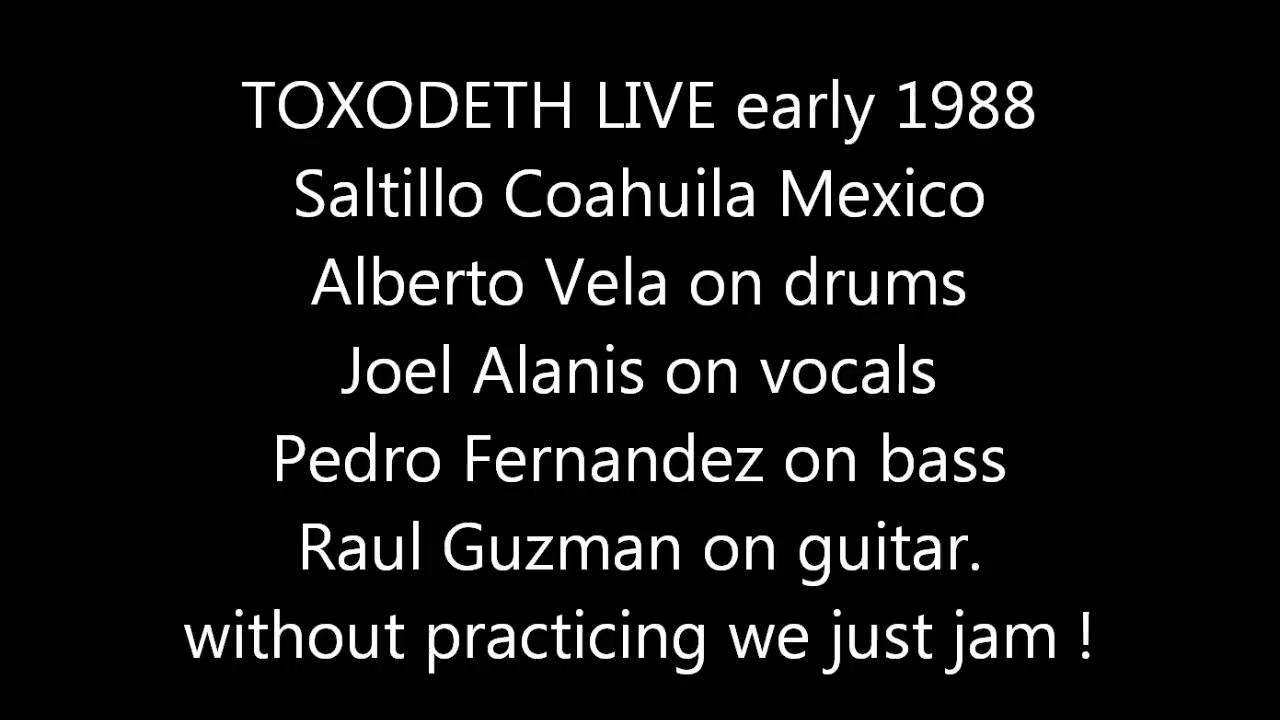 TOXODETH LIVE early 1988
Saltillo Coahuila Mexico
Alberto Vela on drums
Joel Alanis on vocals
Pedro Fernandez on bass
Raul Guzman on guitar.
without practicing we just jam !